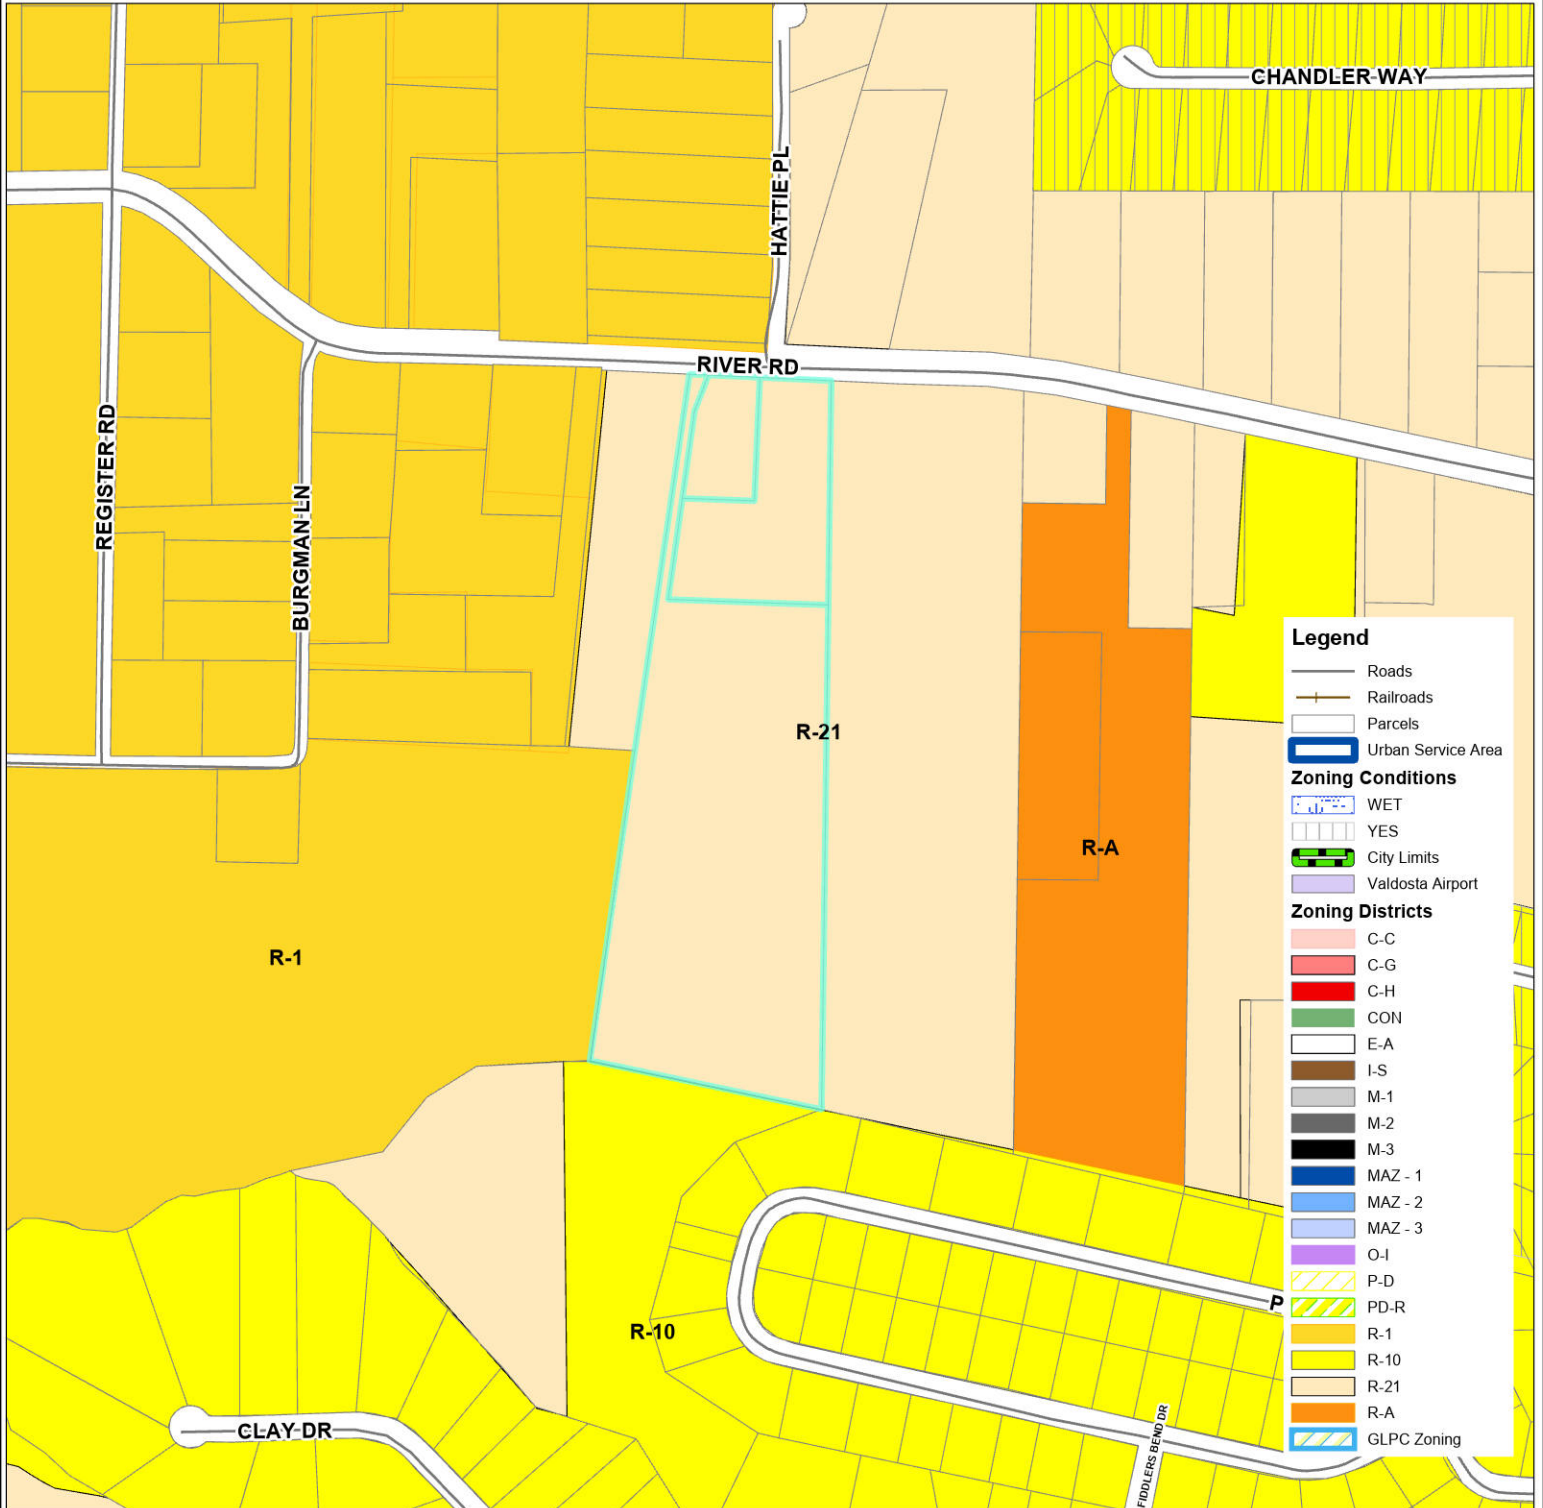 CHANDLER WAY
HATTIE PL
RIVER RD
REGISTER RD
BURGMAN LN
R-21
R-A
R-1
R-10
CLAY DR
FIDDLERS BEND DR
P
Legend
Roads
Railroads
Parcels
Urban Service Area
Zoning Conditions
WET
YES
City Limits
Valdosta Airport
Zoning Districts
C-C
C-G
C-H
CON
E-A
I-S
M-1
M-2
M-3
MAZ - 1
MAZ - 2
MAZ - 3
O-I
P-D
PD-R
R-1
R-10
R-21
R-A
GLPC Zoning